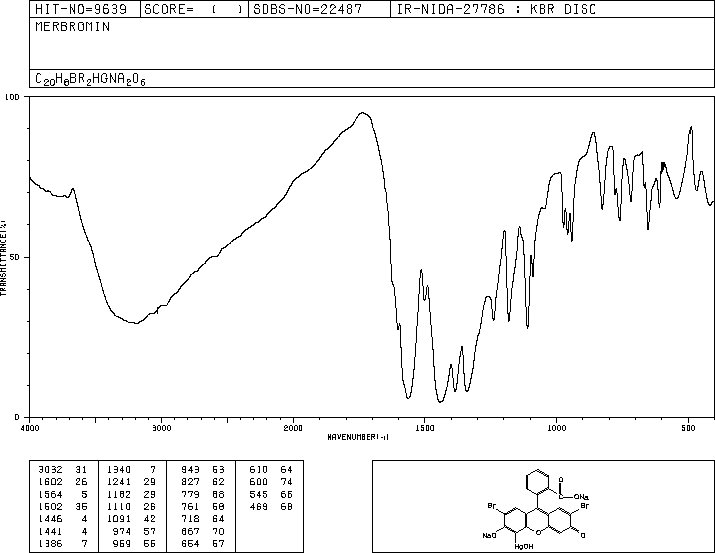 HIT-NO=9639 SCORE= ( ) SDBS-NO=22487 IR-NIDA-27786 : KBR DISC
MERBROMIN
C20H8BR2HGNA2O6
100
50
0
TRANSMITTANCE(%)
4000 3000 2000 1500 1000 500
WAVENUMBER(-1)
3032 31 1340 7 943 53 610 64
1602 26 1241 29 827 62 600 74
1564 5 1182 29 779 68 545 66
1502 35 1110 26 761 58 469 68
1446 4 1091 42 718 64
1441 4 974 57 667 70
1386 7 969 56 654 57
O
C
ONa
Br Br
NaO O O
HgOH